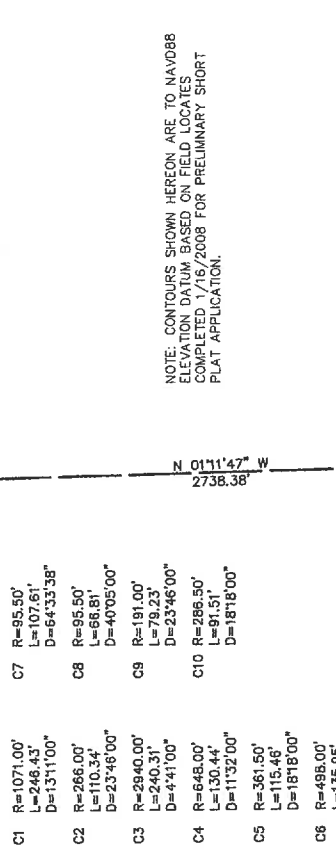 NOTE: CONTOURS SHOWN HEREON ARE TO NAVD88
ELEVATION DATUM BASED ON FIELD LOCATES
COMPLETED 1/16/2008 FOR PRELIMNARY SHORT
PLAT APPLICATION.
N 01°11'47" W
2738.38'
C1 R=1071.00'
L=246.43'
D=13°11'00"
C2 R=266.00'
L=110.34'
D=23°46'00"
C3 R=2940.00'
L=240.31'
D=4°41'00"
C4 R=648.00'
L=130.44'
D=11°32'00"
C5 R=361.50'
L=115.46'
D=18°18'00"
C6 R=498.00'
C7 R=95.50'
L=107.61'
D=64°33'38"
C8 R=95.50'
L=66.81'
D=40°05'00"
C9 R=191.00'
L=79.23'
D=23°46'00"
C10 R=286.50'
L=91.51'
D=18°18'00"